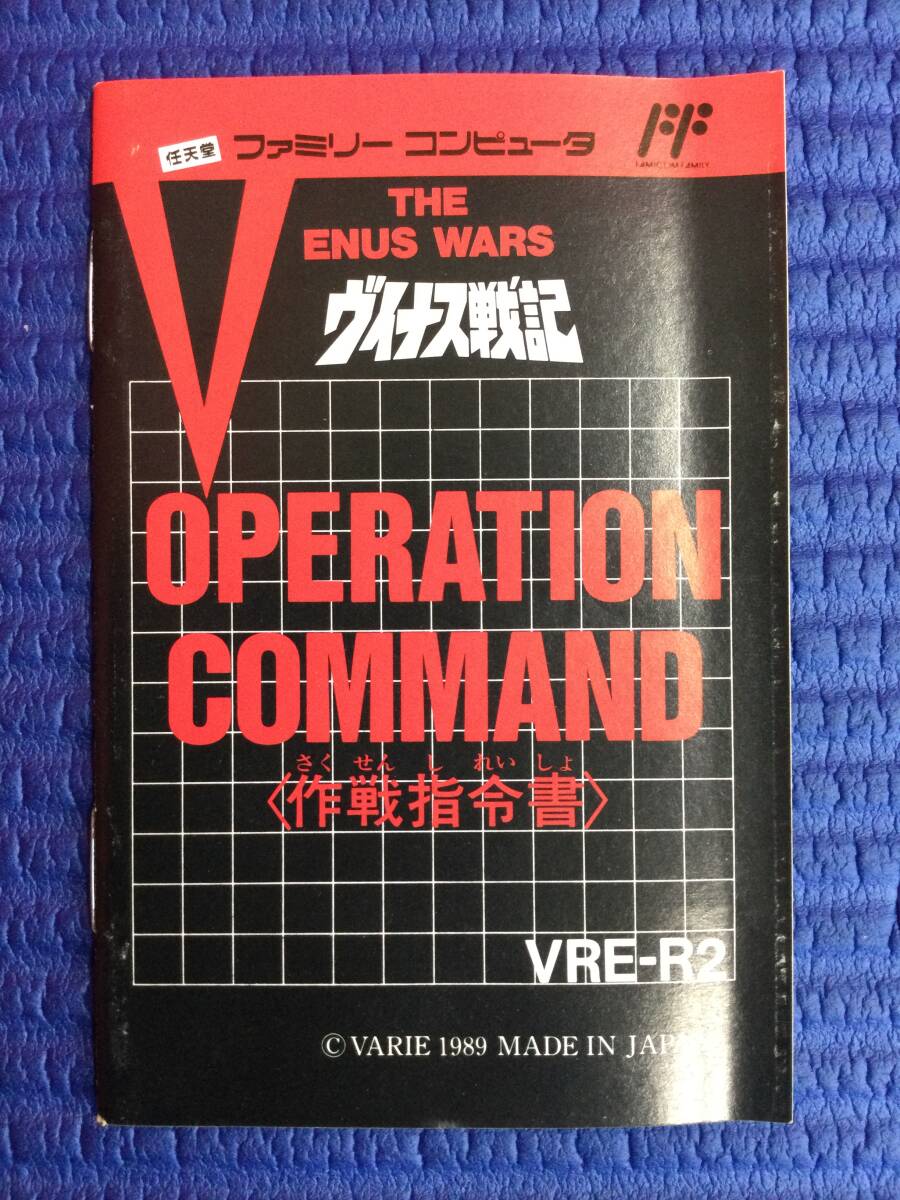 任天堂 ファミリー コンピュータ
FAMICOM FAMILY
THE
VENUS WARS
ヴイナス戦記
OPERATION
COMMAND
さく せん し れい しょ
〈作戦指令書〉
VRE-R2
© VARIE 1989 MADE IN JAPAN